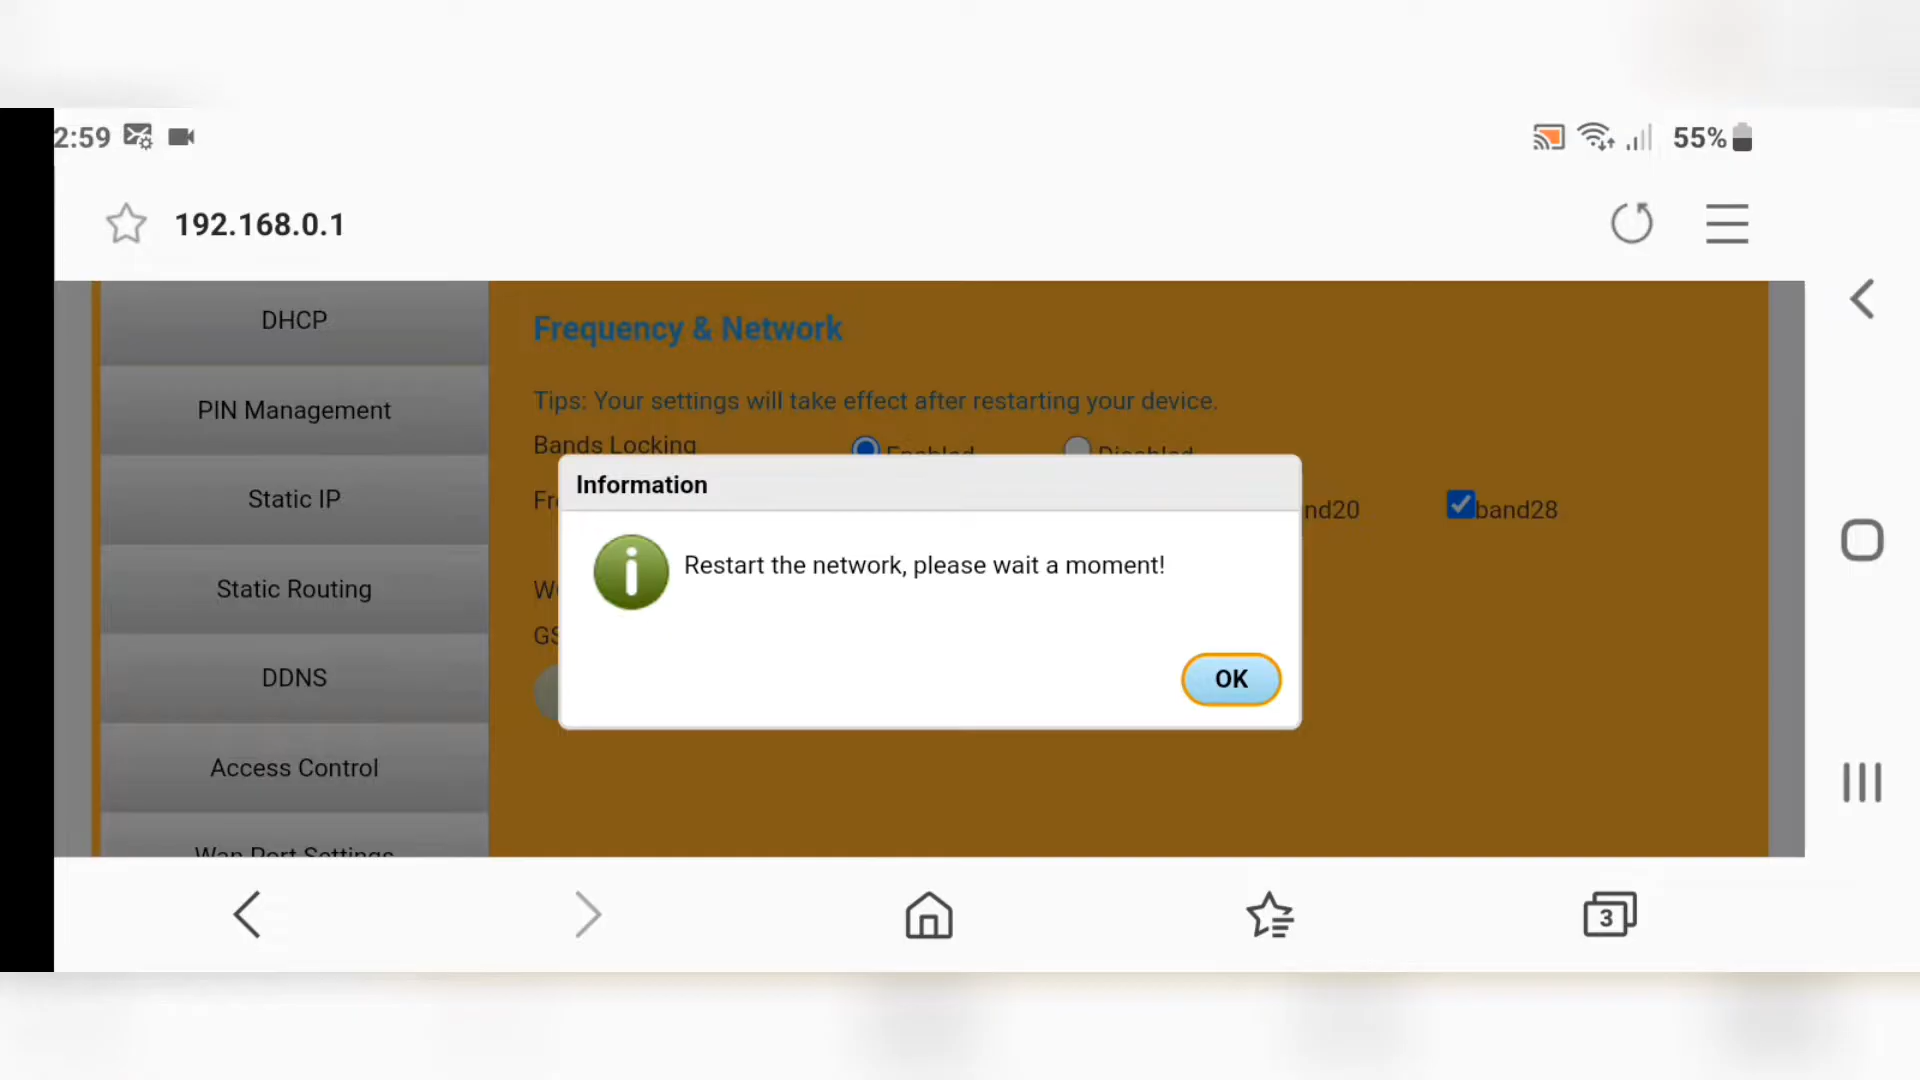 2:59
55%
192.168.0.1
DHCP
PIN Management
Static IP
Static Routing
DDNS
Access Control
Wan Port Settings
Frequency & Network
Tips: Your settings will take effect after restarting your device.
Bands Locking
Enabled
Disabled
nd20
band28
Information
Restart the network, please wait a moment!
OK
3